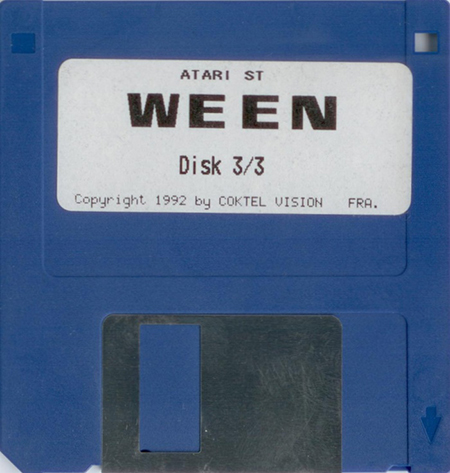 ATARI ST
WEEN
Disk 3/3
Copyright 1992 by COKTEL VISION FRA.